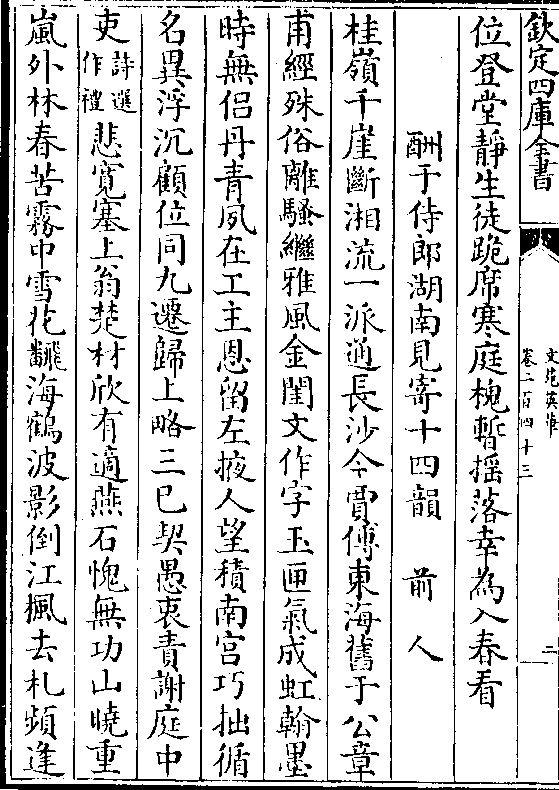 欽定四庫全書
文苑英華
卷二百四十三
二
位登堂靜生徒跪席寒庭槐暫揺落幸為入春看
酬于侍郎湖南見寄十四韻　前人
桂嶺千崖斷湘流一派通長沙今賈傅東海舊于公章
甫經殊俗離騷繼雅風金閨文作字玉匣氣成虹翰墨
時無侣丹青夙在工主恩留左掖人望積南宫巧拙循
名異浮沉顧位同九遷歸上略三已契愚衷責謝庭中
吏詩選作禮悲寛塞上翁楚材欣有適燕石愧無功山曉重
嵐外林春苦霧中雪花翻海鶴波影倒江楓去札頻逢